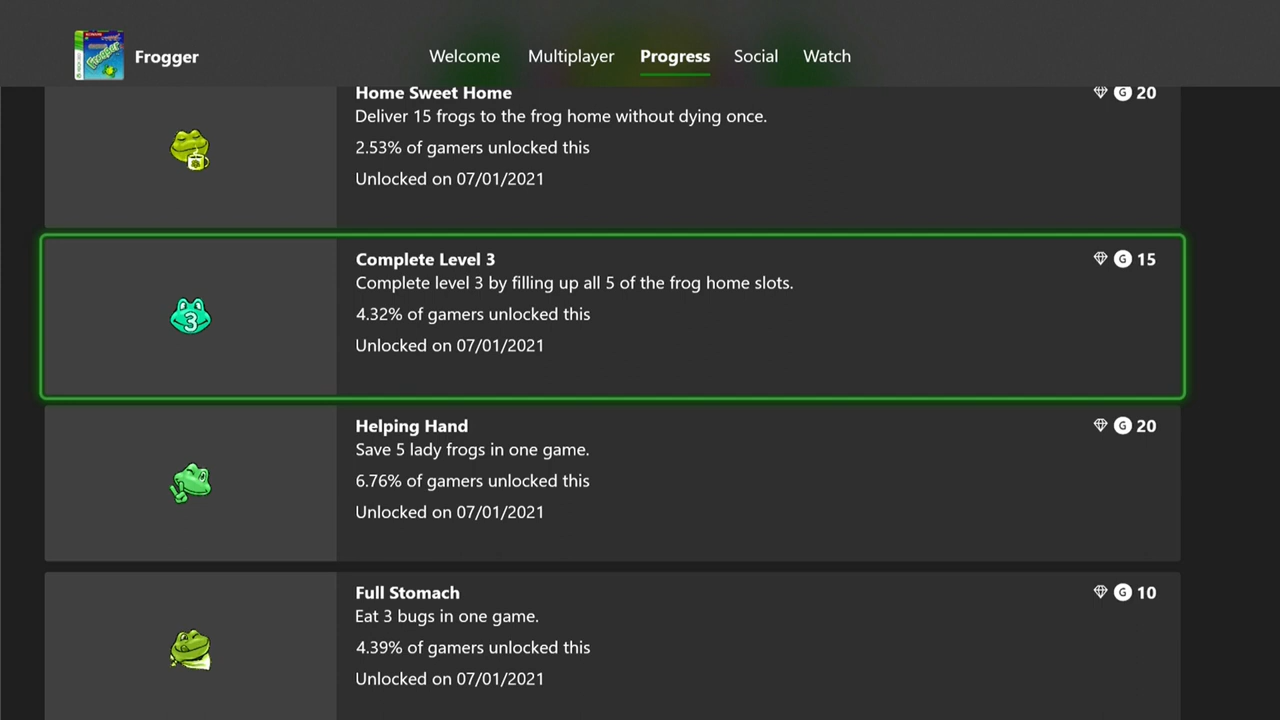 Frogger
Welcome Multiplayer Progress Social Watch
Home Sweet Home G 20
Deliver 15 frogs to the frog home without dying once.
2.53% of gamers unlocked this
Unlocked on 07/01/2021
Complete Level 3 G 15
Complete level 3 by filling up all 5 of the frog home slots.
4.32% of gamers unlocked this
Unlocked on 07/01/2021
3
Helping Hand G 20
Save 5 lady frogs in one game.
6.76% of gamers unlocked this
Unlocked on 07/01/2021
Full Stomach G 10
Eat 3 bugs in one game.
4.39% of gamers unlocked this
Unlocked on 07/01/2021